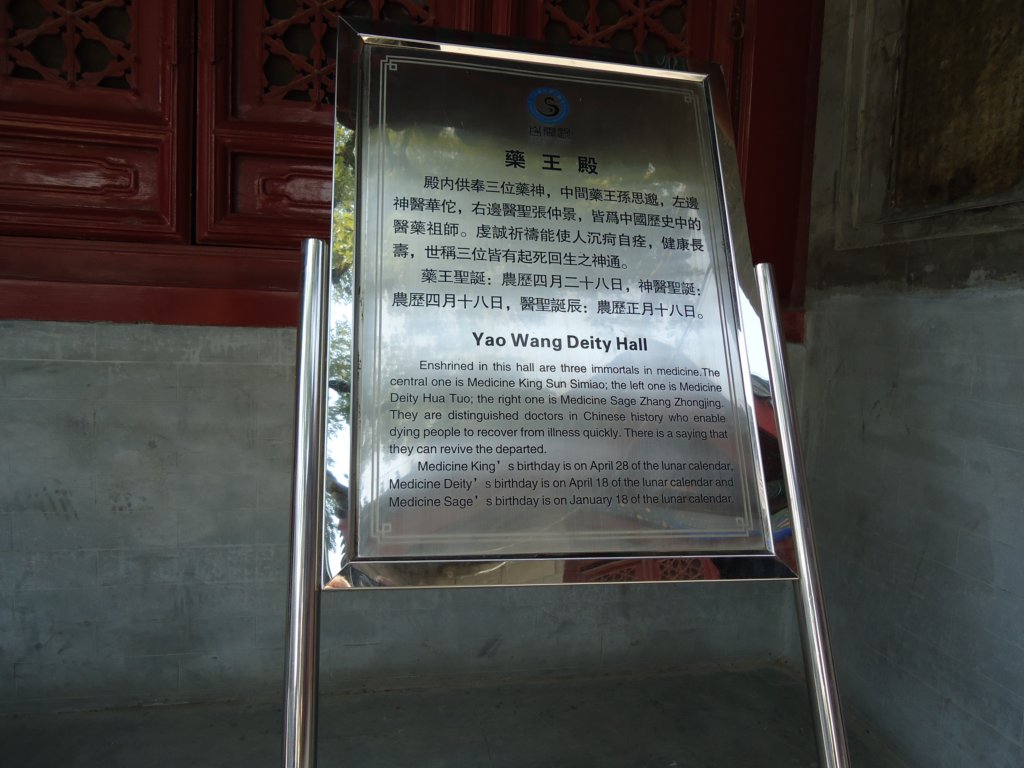 藥王殿
殿内供奉三位藥神，中間藥王孫思邈，左邊
神醫華佗，右邊醫聖張仲景，皆爲中國歷史中的
醫藥祖師。虔誠祈禱能使人沉疴自痊，健康長
壽，世稱三位皆有起死回生之神通。
藥王聖誕：農歷四月二十八日，神醫聖誕：
農歷四月十八日，醫聖誕辰：農歷正月十八日。
Yao Wang Deity Hall
Enshrined in this hall are three immortals in medicine.The
central one is Medicine King Sun Simiao; the left one is Medicine
Deity Hua Tuo; the right one is Medicine Sage Zhang Zhongjing.
They are distinguished doctors in Chinese history who enable
dying people to recover from illness quickly. There is a saying that
they can revive the departed.
Medicine King’s birthday is on April 28 of the lunar calendar,
Medicine Deity’s birthday is on April 18 of the lunar calendar and
Medicine Sage’s birthday is on January 18 of the lunar calendar.